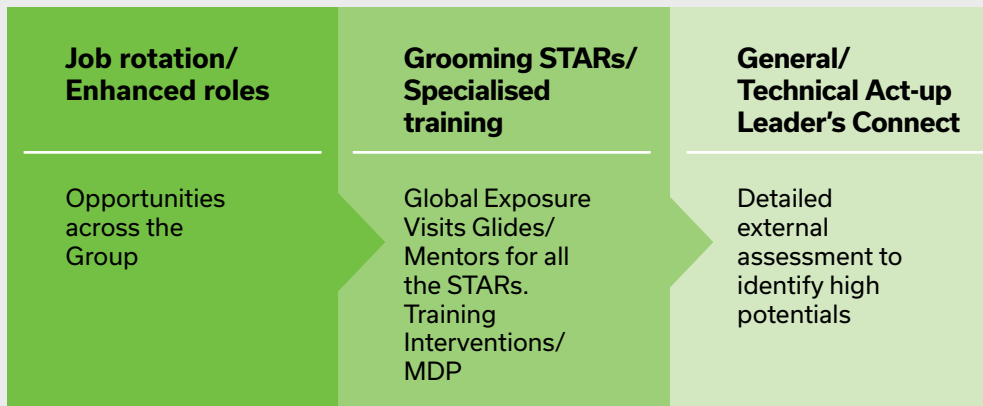 Job rotation/
Enhanced roles
Opportunities
across the
Group
Grooming STARs/
Specialised
training
Global Exposure
Visits Glides/
Mentors for all
the STARs.
Training
Interventions/
MDP
General/
Technical Act-up
Leader's Connect
Detailed
external
assessment to
identify high
potentials